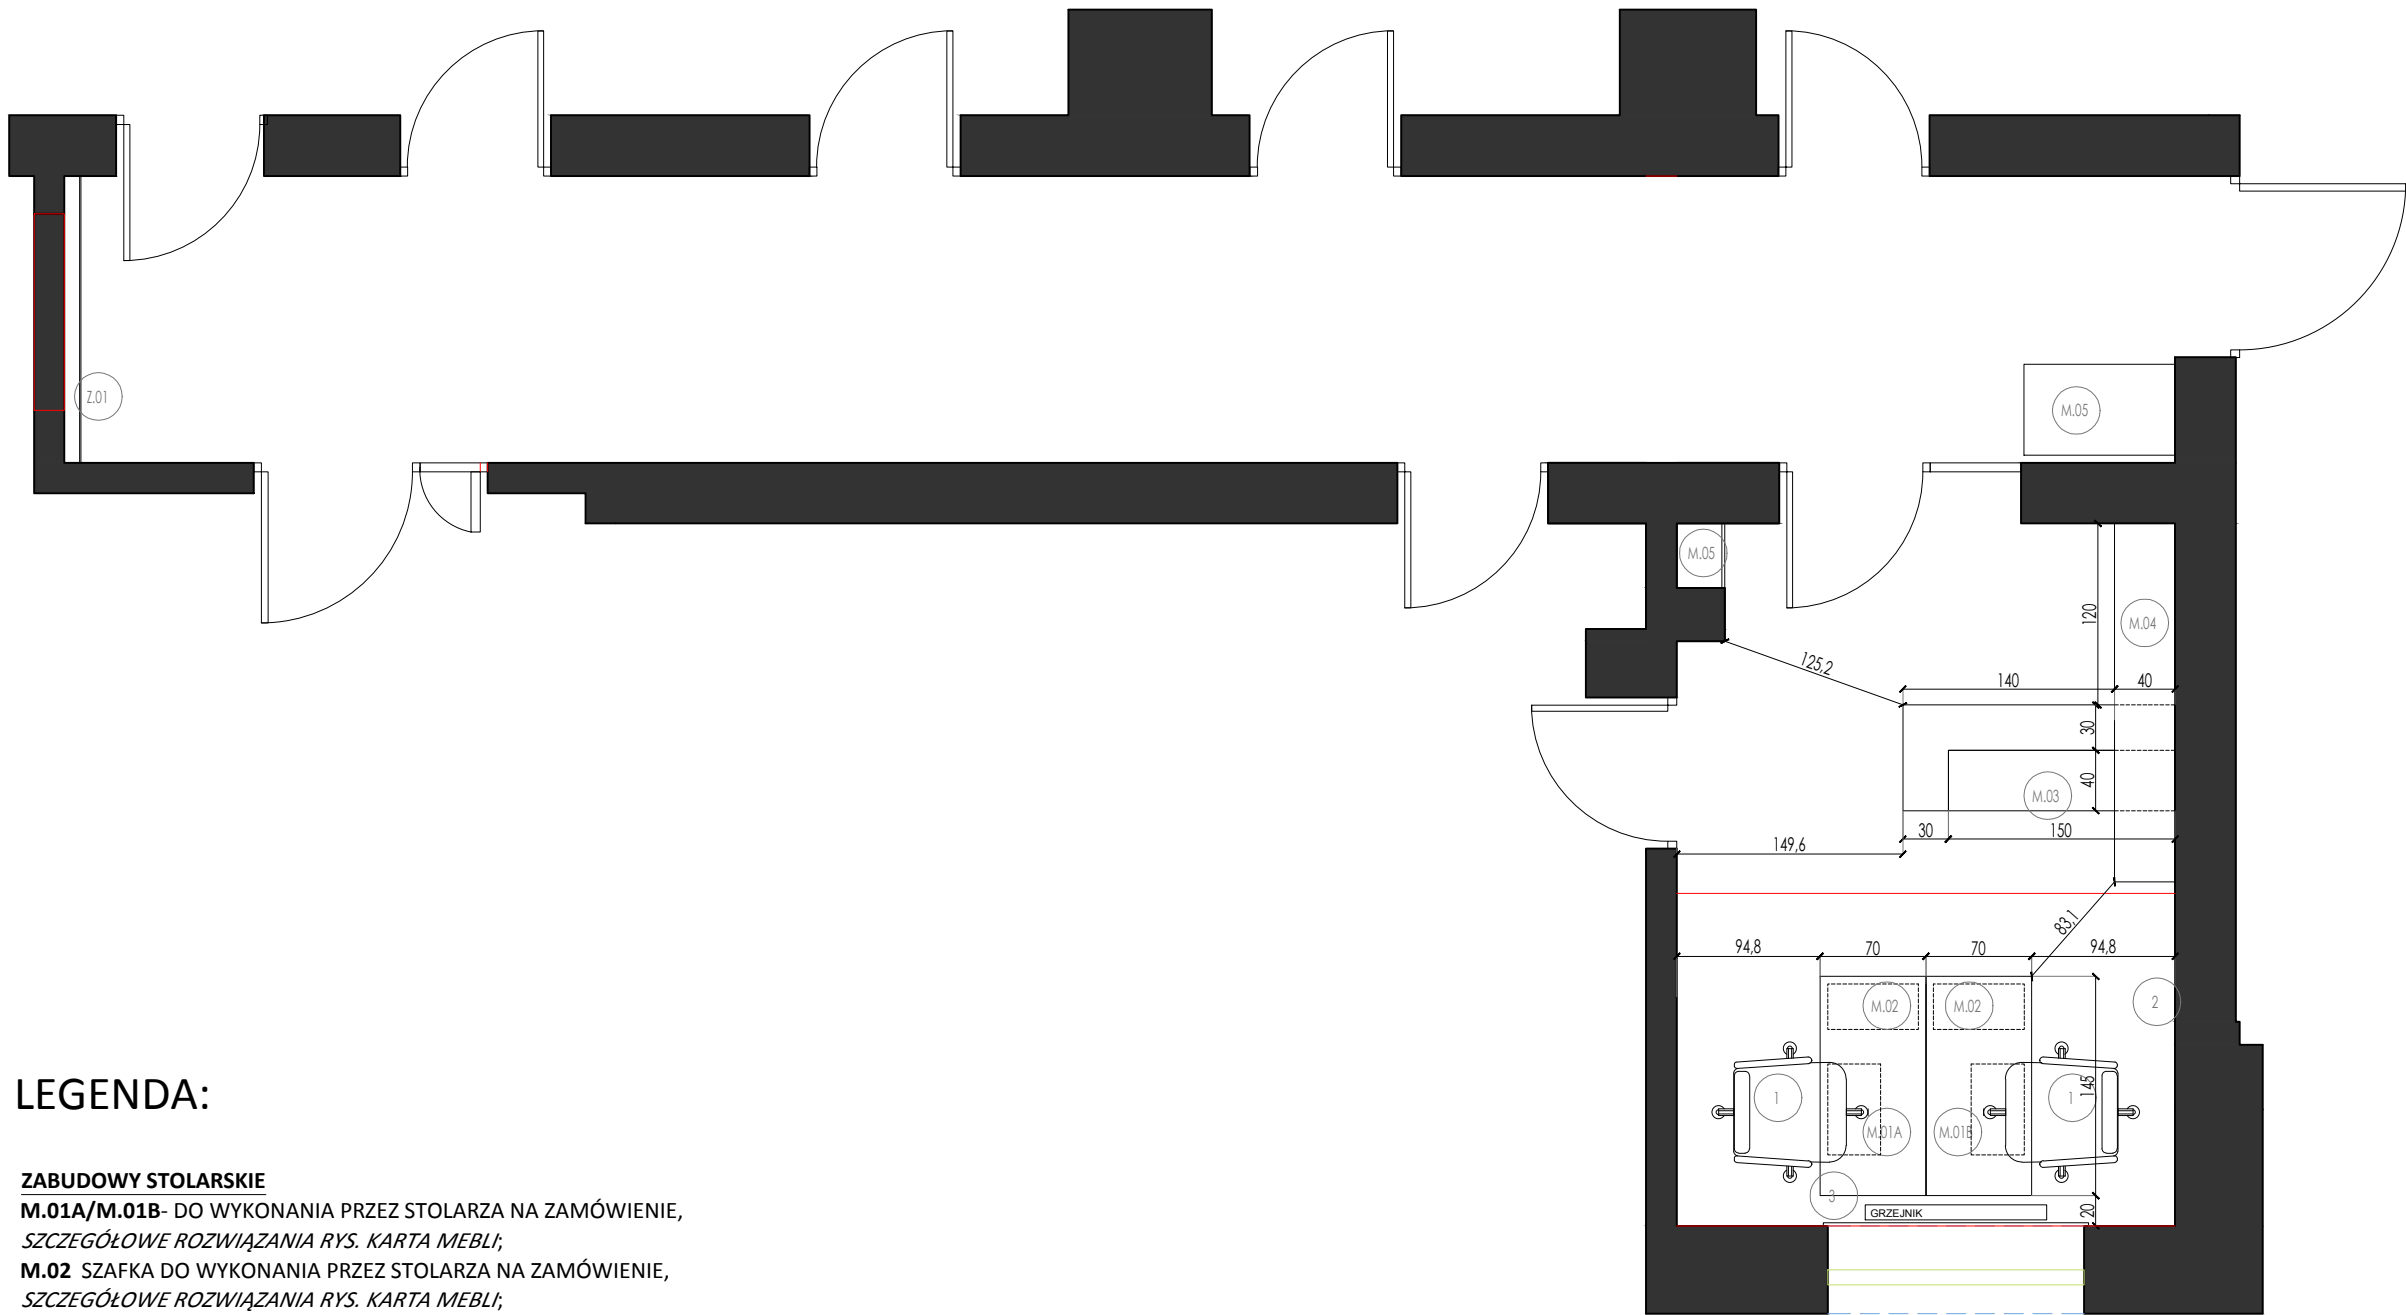 Z.01
M.05
M.05
M.04
120
125,2
140
40
30
40
M.03
30
150
149,6
83,1
94,8
70
70
94,8
M.02
M.02
2
1
1
145
M.01A
M.01B
3
GRZEJNIK
20
LEGENDA:
ZABUDOWY STOLARSKIE
M.01A/M.01B- DO WYKONANIA PRZEZ STOLARZA NA ZAMÓWIENIE,
SZCZEGÓŁOWE ROZWIĄZANIA RYS. KARTA MEBLI;
M.02 SZAFKA DO WYKONANIA PRZEZ STOLARZA NA ZAMÓWIENIE,
SZCZEGÓŁOWE ROZWIĄZANIA RYS. KARTA MEBLI;